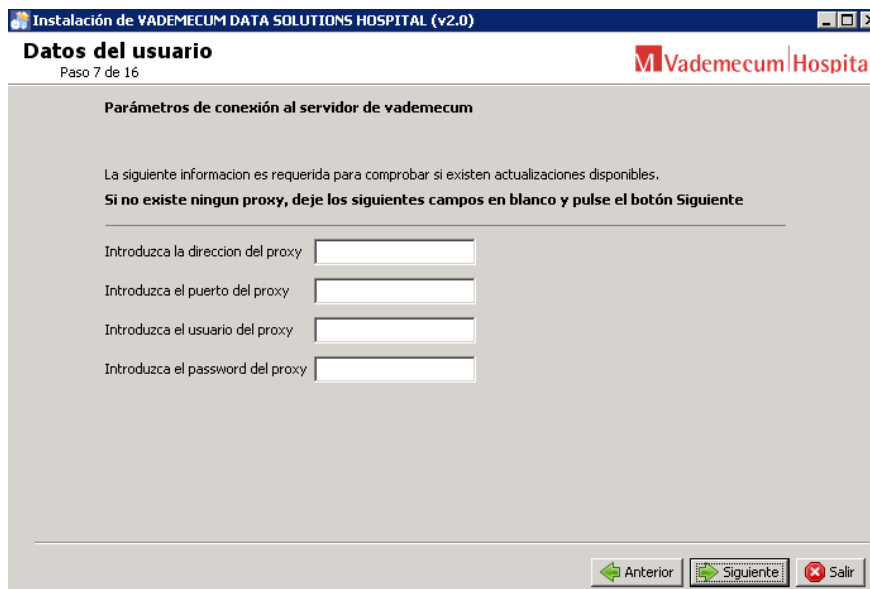 Instalación de VADEMECUM DATA SOLUTIONS HOSPITAL (v2.0)
Datos del usuario
Paso 7 de 16
Vademecum Hospita
Parámetros de conexión al servidor de vademecum
La siguiente informacion es requerida para comprobar si existen actualizaciones disponibles.
Si no existe ningun proxy, deje los siguientes campos en blanco y pulse el botón Siguiente
Introduzca la direccion del proxy
Introduzca el puerto del proxy
Introduzca el usuario del proxy
Introduzca el password del proxy
Anterior Siguiente Salir